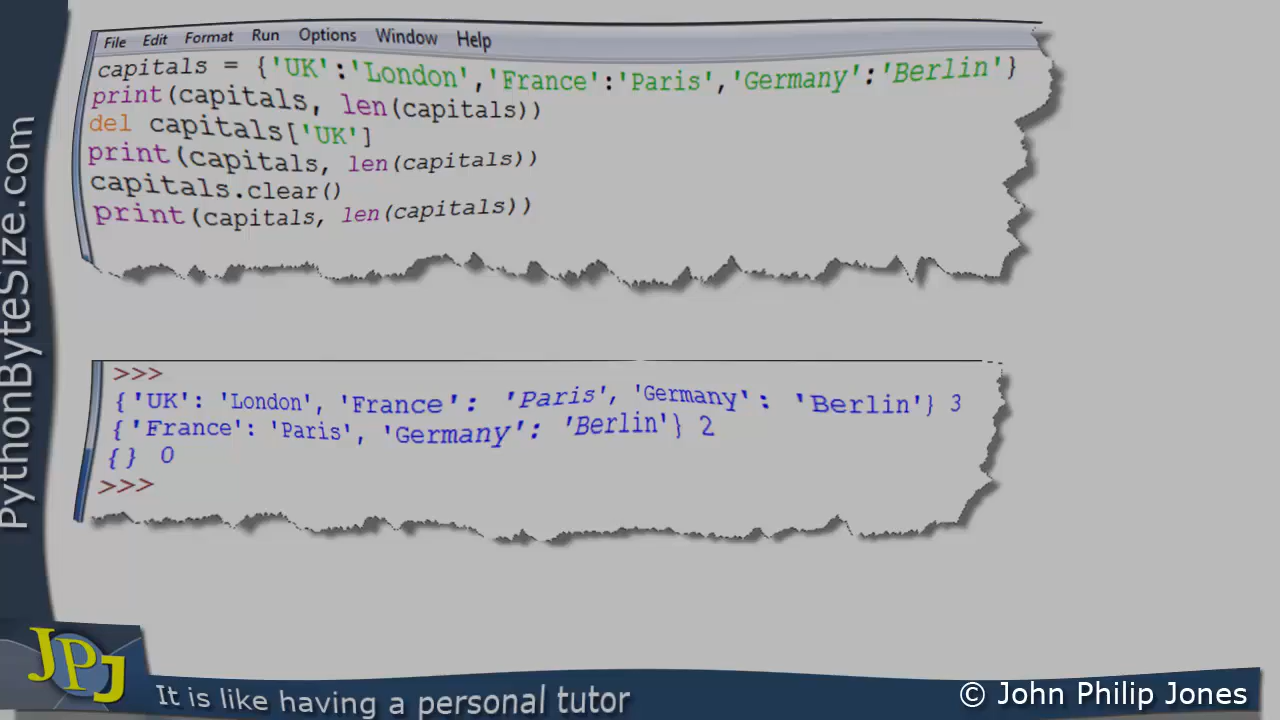 File Edit Format Run Options Window Help
capitals = {'UK':'London','France':'Paris','Germany':'Berlin'}
print(capitals, len(capitals))
del capitals['UK']
print(capitals, len(capitals))
capitals.clear()
print(capitals, len(capitals))
>>>
{'UK': 'London', 'France': 'Paris', 'Germany': 'Berlin'} 3
{'France': 'Paris', 'Germany': 'Berlin'} 2
{} 0
>>>
PythonByteSize.com
JPJ
It is like having a personal tutor
© John Philip Jones